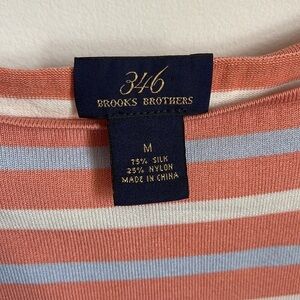 346
BROOKS BROTHERS
M
75% SILK
25% NYLON
MADE IN CHINA